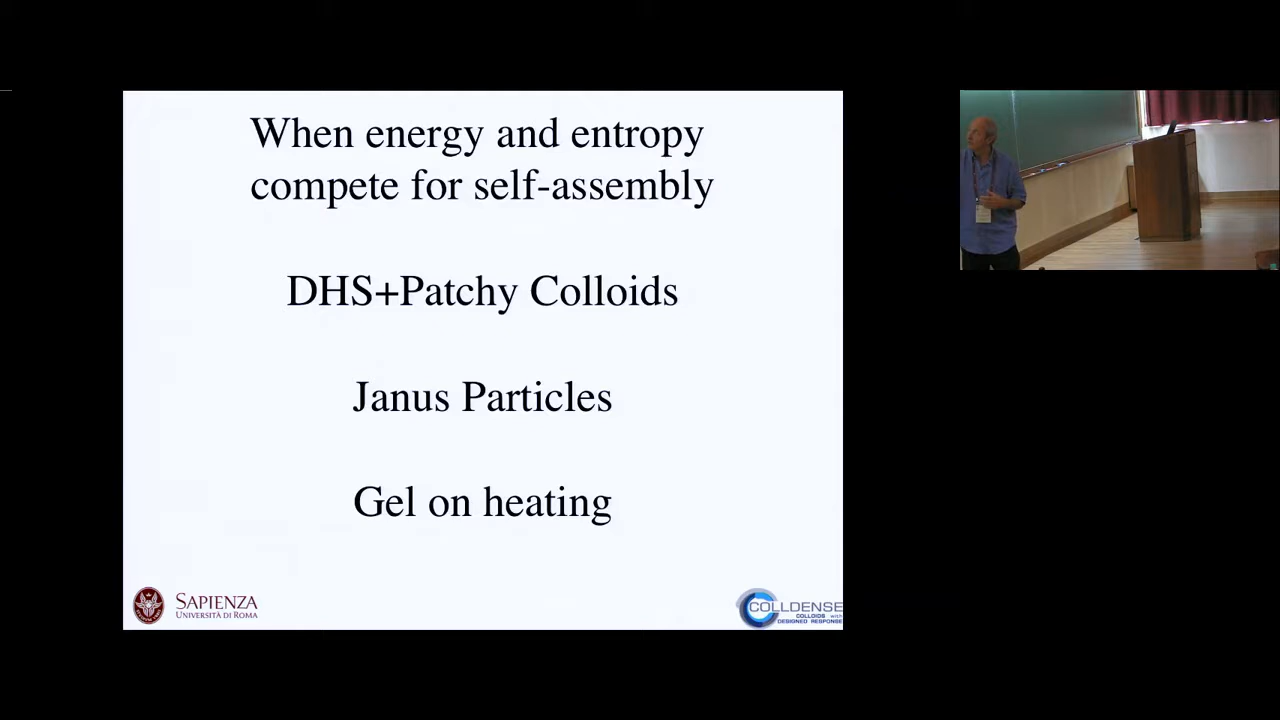 When energy and entropy
compete for self-assembly
DHS+Patchy Colloids
Janus Particles
Gel on heating
SAPIENZA
UNIVERSITÀ DI ROMA
COLLDENSE
COLLOIDS with
DESIGNED RESPONSE